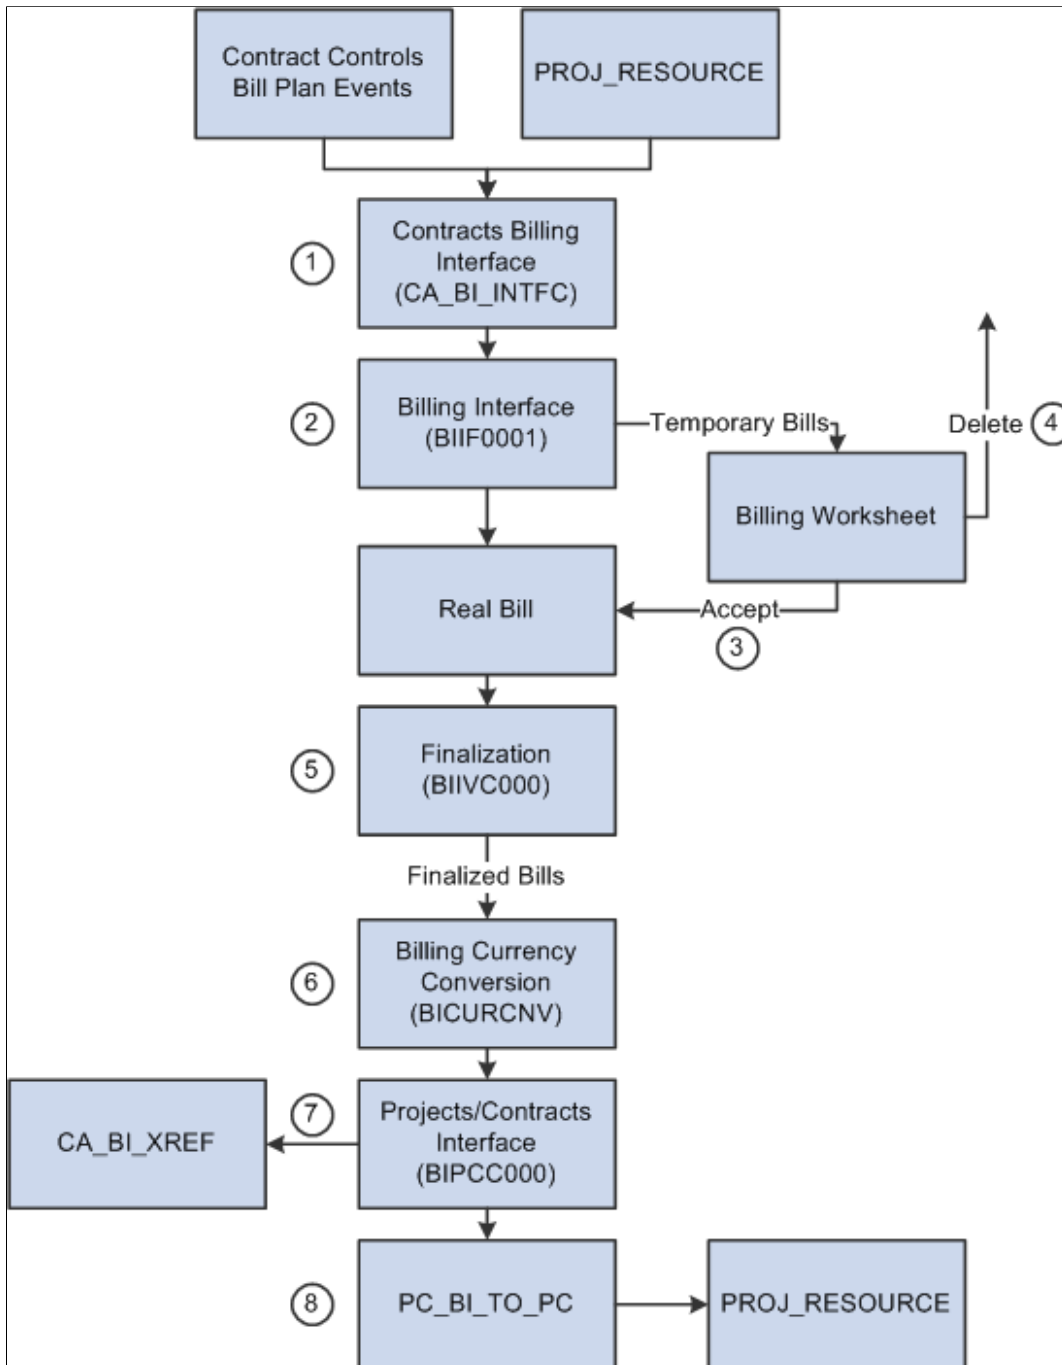 Contract Controls
Bill Plan Events
PROJ_RESOURCE
1
Contracts Billing
Interface
(CA_BI_INTFC)
2
Billing Interface
(BIIF0001)
Temporary Bills
Delete
4
Billing Worksheet
Real Bill
Accept
3
5
Finalization
(BIIVC000)
Finalized Bills
6
Billing Currency
Conversion
(BICURCNV)
CA_BI_XREF
7
Projects/Contracts
Interface
(BIPCC000)
8
PC_BI_TO_PC
PROJ_RESOURCE